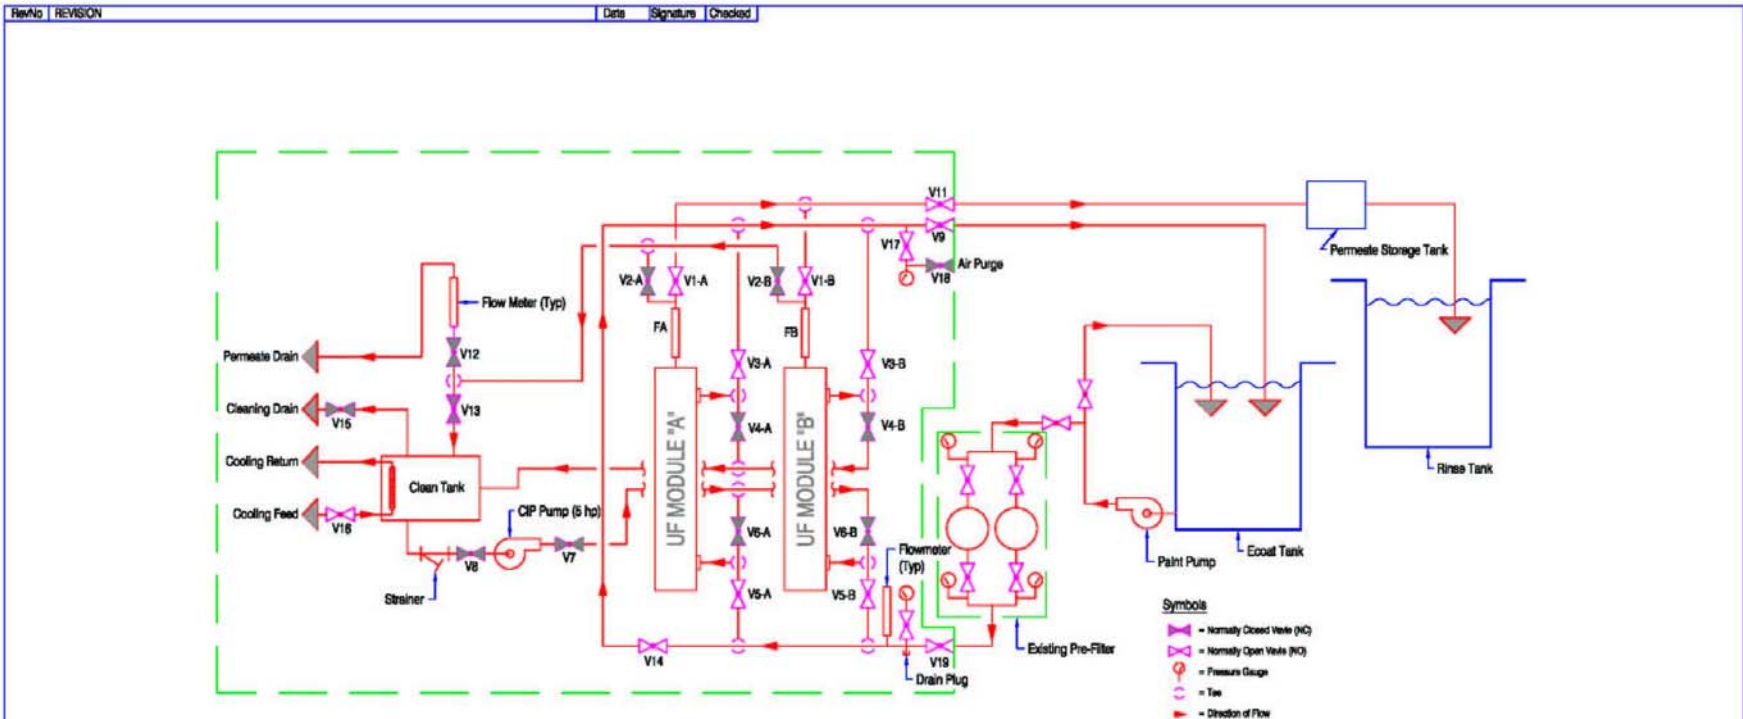 RevNo REVISION Date Signature Checked
V11
V9
V17
Air Purge
V18
Permeate Storage Tank
V2-A V1-A V2-B V1-B
Flow Meter (Typ)
FA FB
V12
Permeate Drain
V3-A V3-B
Cleaning Drain
V15
V13
V4-A V4-B
Cooling Return
Clean Tank
UF MODULE "A"
UF MODULE "B"
Rinse Tank
Cooling Feed
V16
CIP Pump (5 hp)
V8
V7
V6-A V6-B
Flowmeter
(Typ)
Ecoat Tank
Paint Pump
Strainer
V5-A V5-B
V14
V19
Drain Plug
Existing Pre-Filter
Symbols
= Normally Closed Vavle (NC)
= Normally Open Vavle (NO)
= Pressure Gauge
= Tee
= Direction of Flow